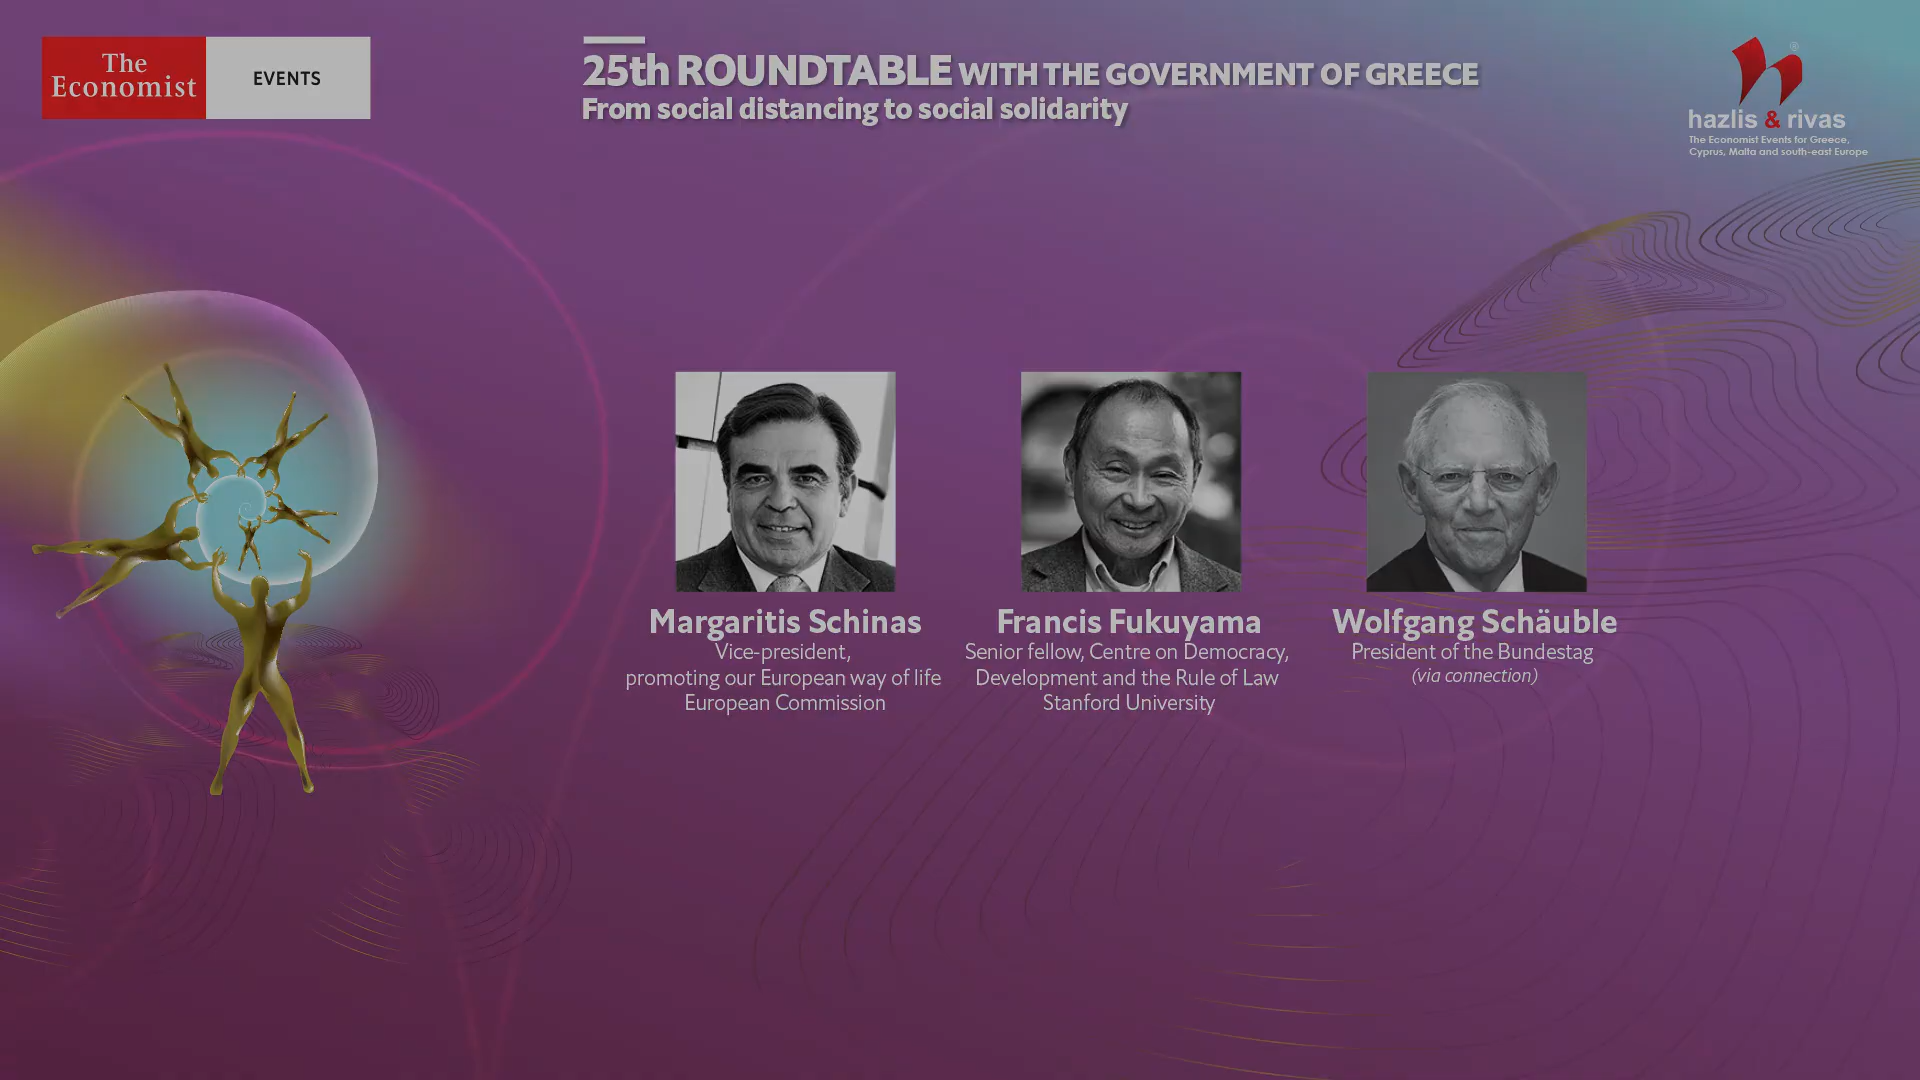 The
Economist
EVENTS
25th ROUNDTABLE WITH THE GOVERNMENT OF GREECE
From social distancing to social solidarity
hazlis & rivas
The Economist Events for Greece,
Cyprus, Malta and south-east Europe
Margaritis Schinas
Vice-president,
promoting our European way of life
European Commission
Francis Fukuyama
Senior fellow, Centre on Democracy,
Development and the Rule of Law
Stanford University
Wolfgang Schäuble
President of the Bundestag
(via connection)